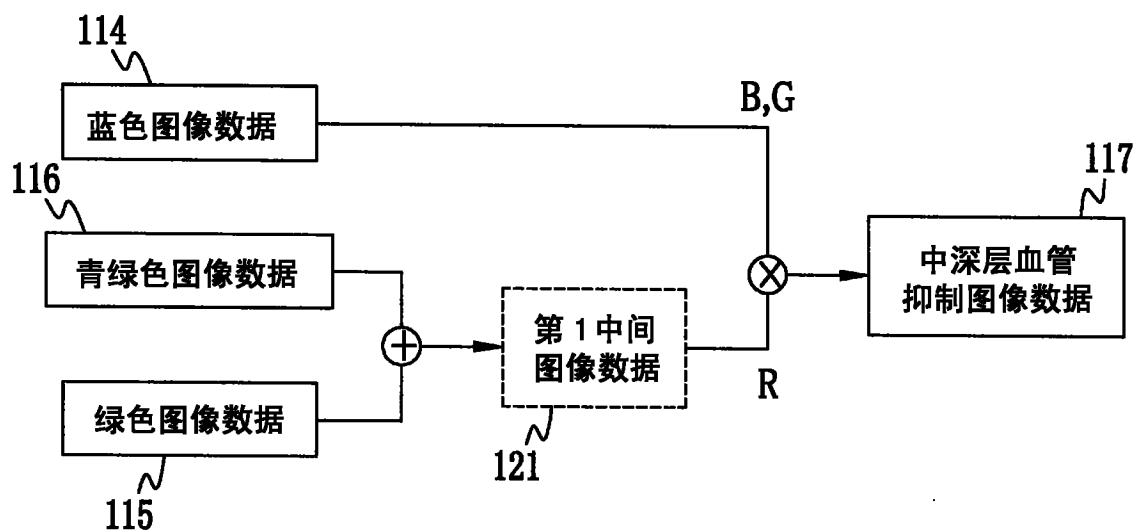 114
蓝色图像数据
B,G
116
青绿色图像数据
117
中深层血管
抑制图像数据
第1中间
图像数据
R
绿色图像数据
121
115